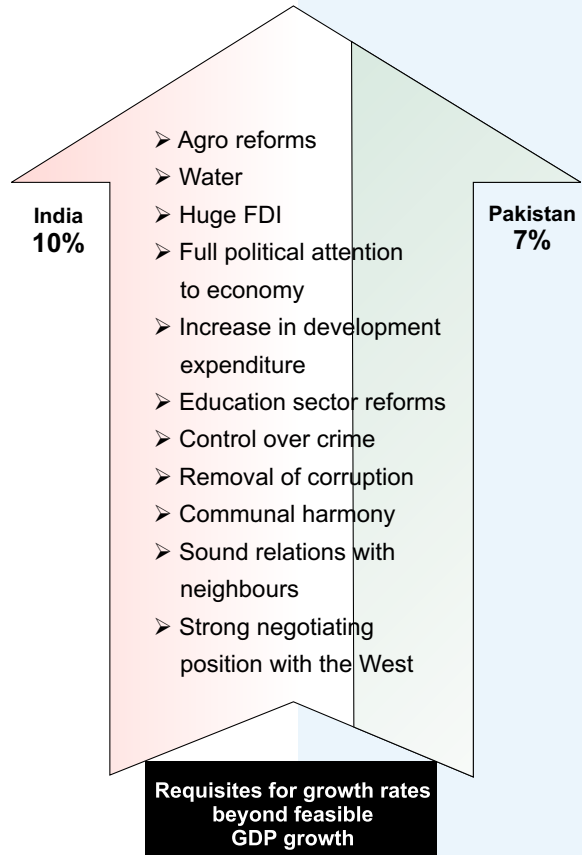 ➢ Agro reforms
➢ Water
➢ Huge FDI
➢ Full political attention
to economy
➢ Increase in development
expenditure
➢ Education sector reforms
➢ Control over crime
➢ Removal of corruption
➢ Communal harmony
➢ Sound relations with
neighbours
➢ Strong negotiating
position with the West
India
10%
Pakistan
7%
Requisites for growth rates
beyond feasible
GDP growth